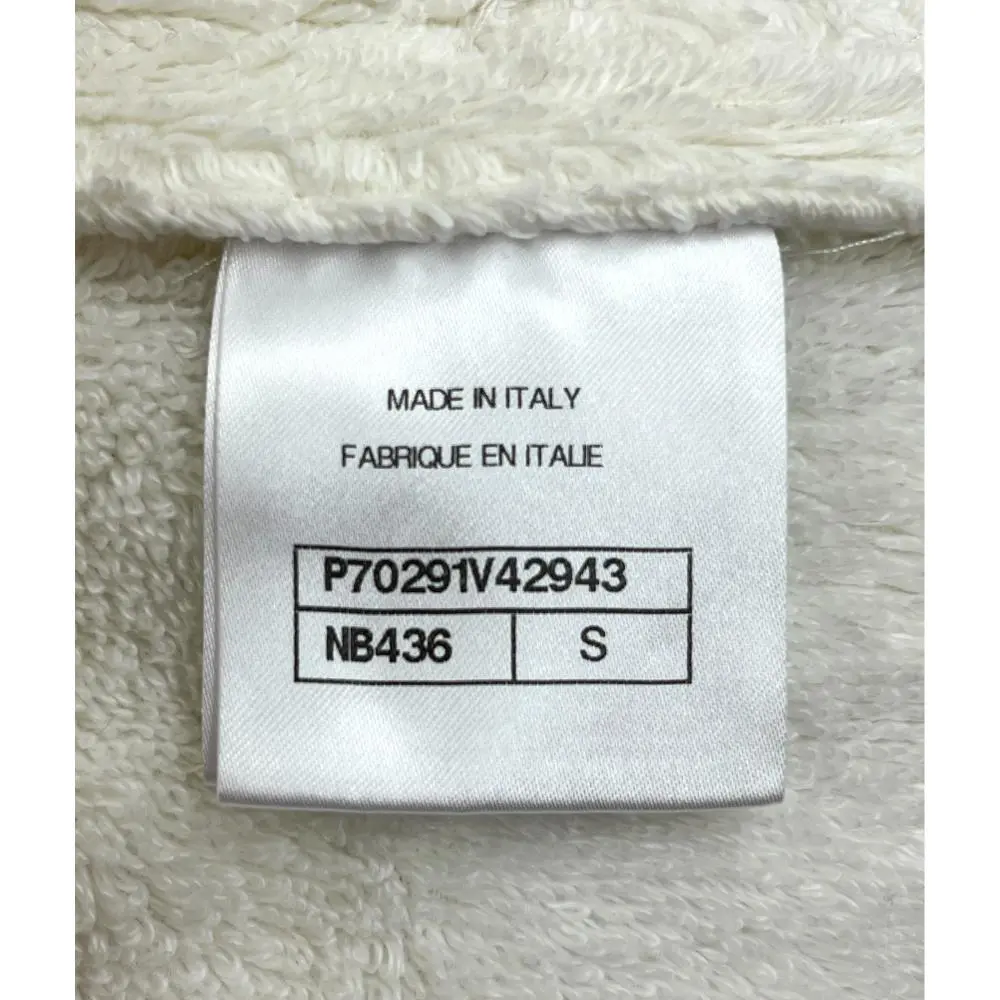 MADE IN ITALY
FABRIQUE EN ITALIE
P70291V42943
NB436 S